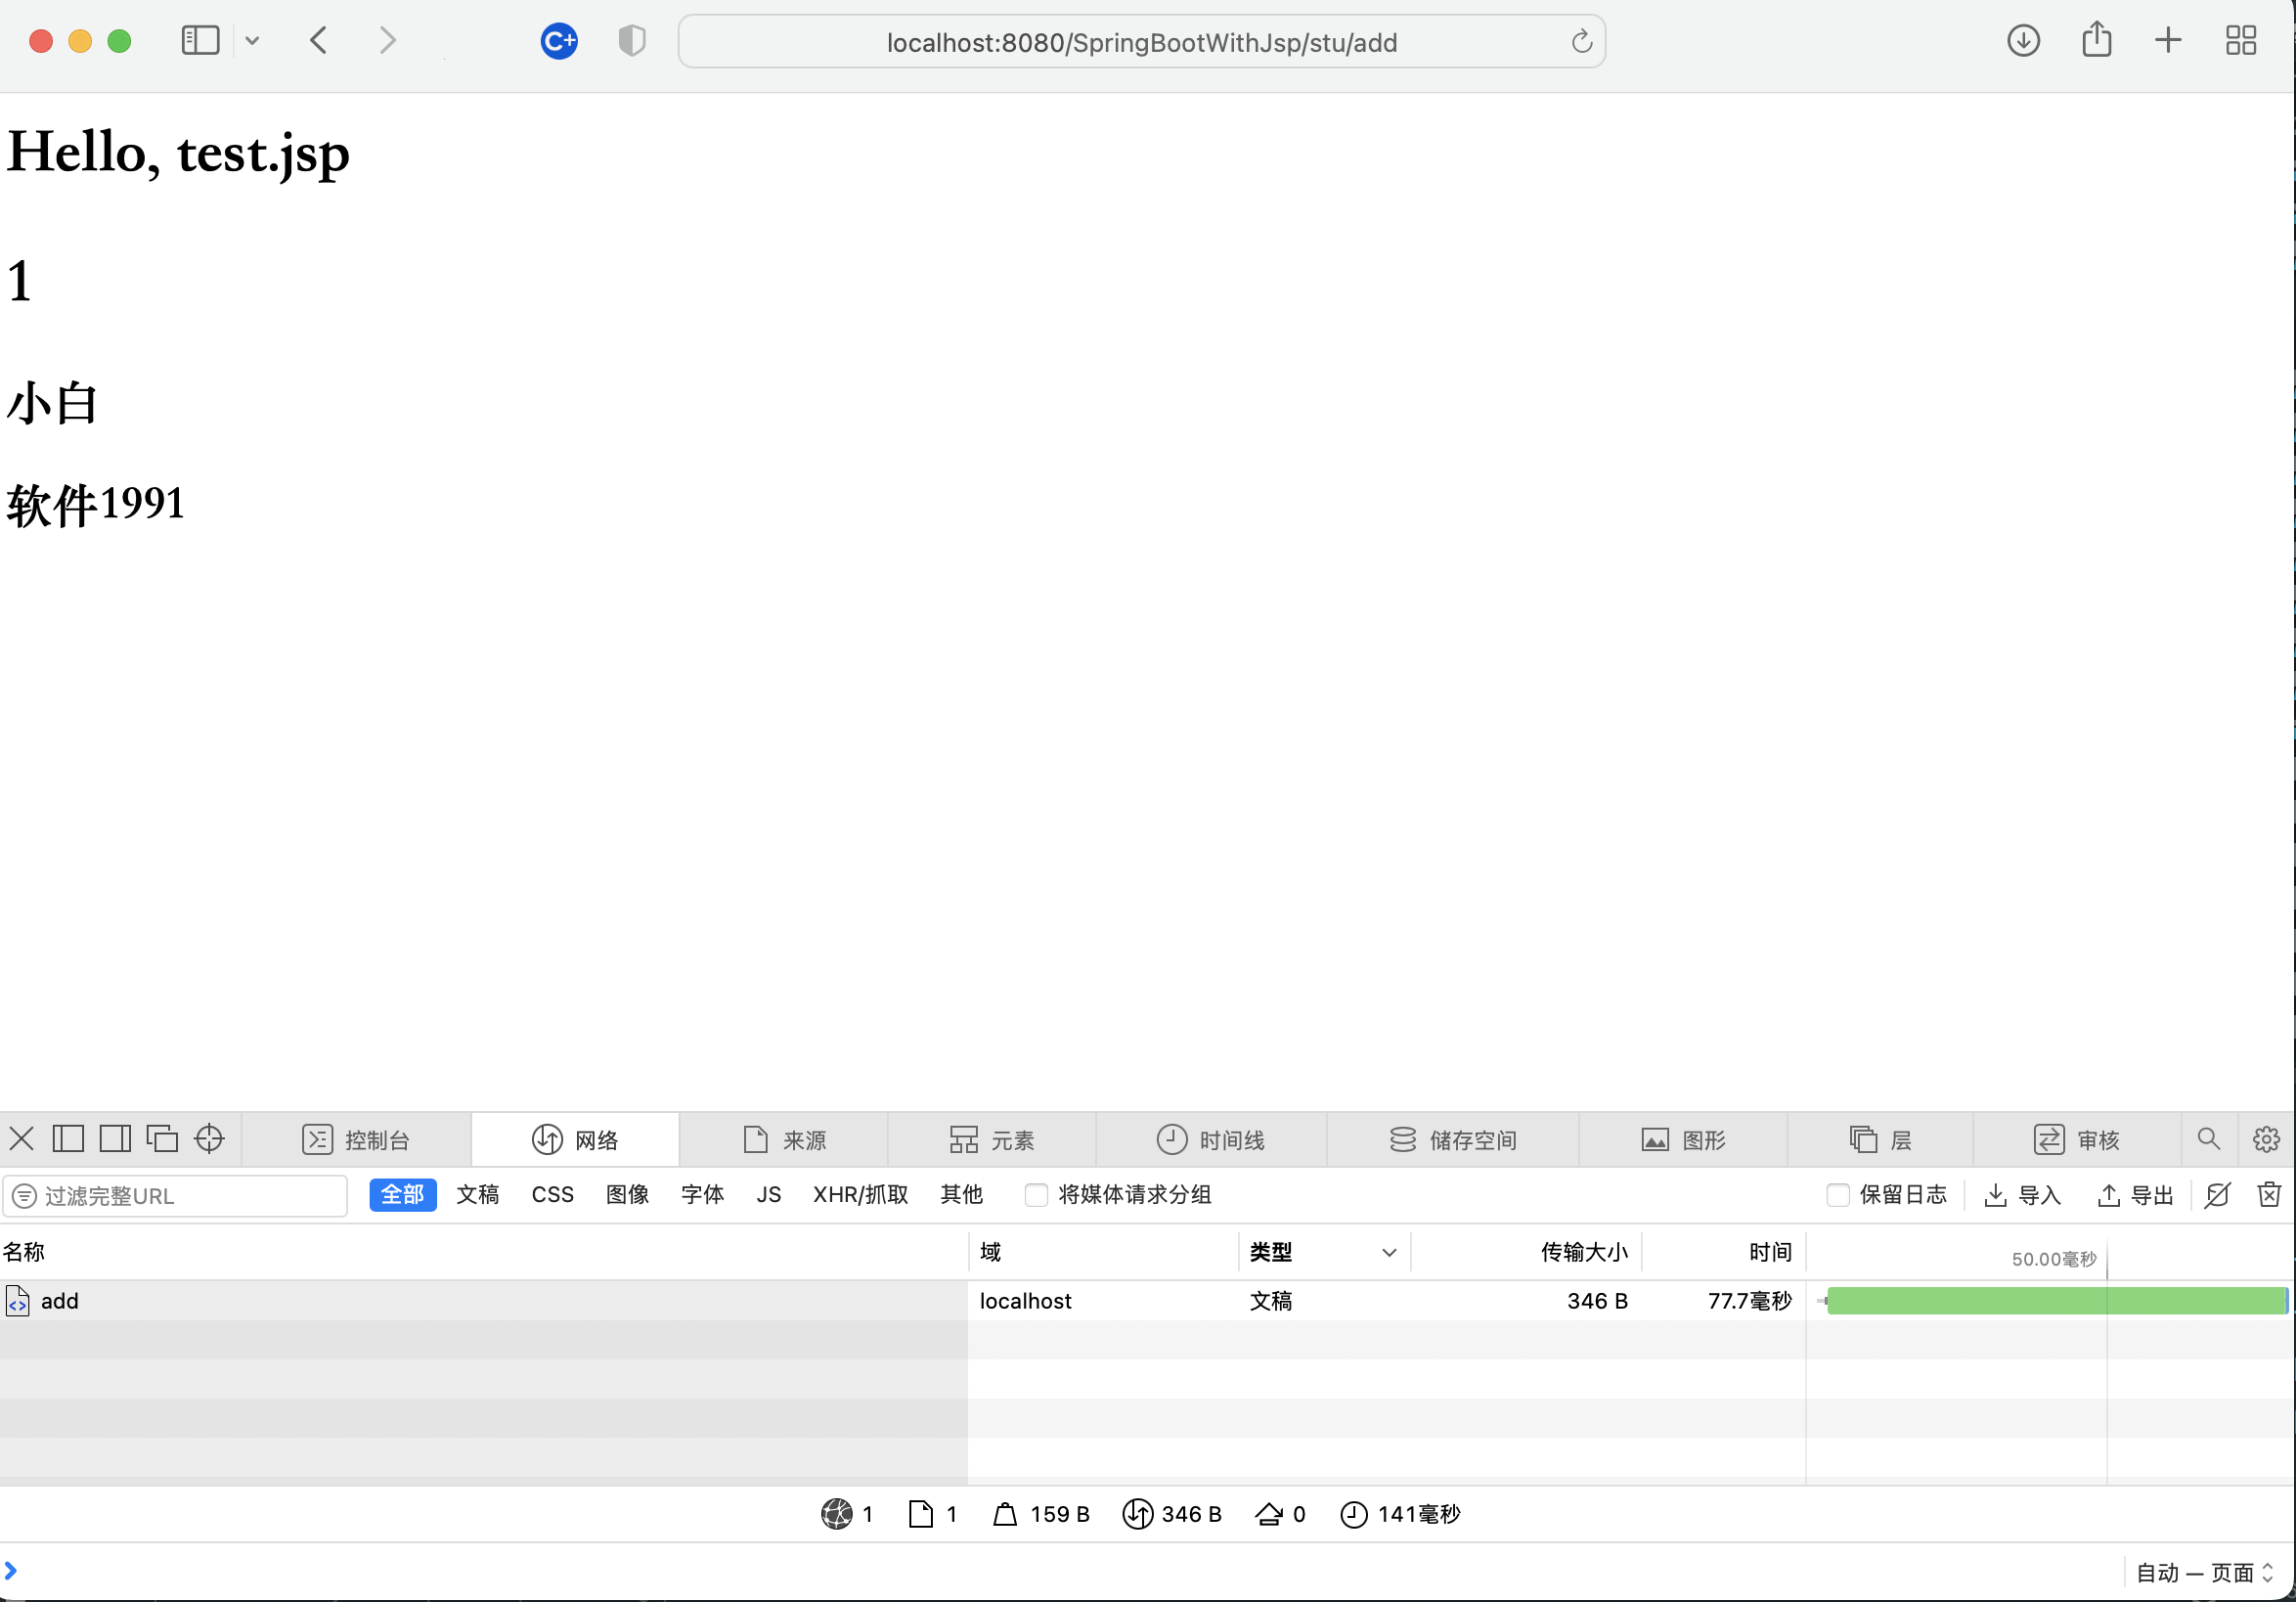 localhost:8080/SpringBootWithJsp/stu/add
Hello, test.jsp
1
小白
软件1991
控制台 网络 来源 元素 时间线 储存空间 图形 层 审核
过滤完整URL 全部 文稿 CSS 图像 字体 JS XHR/抓取 其他 将媒体请求分组 保留日志 导入 导出
名称 域 类型 传输大小 时间 50.00毫秒
add localhost 文稿 346 B 77.7毫秒
1 1 159 B 346 B 0 141毫秒
自动 — 页面